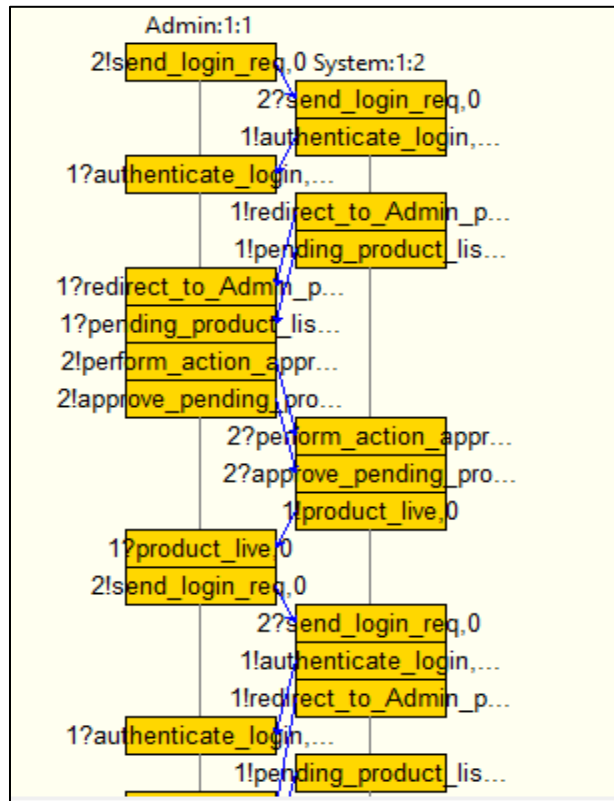 Admin:1:1
2!send_login_req,0 System:1:2
2?send_login_req,0
1!authenticate_login,...
1?authenticate_login,...
1!redirect_to_Admin_p...
1!pending_product_lis...
1?redirect_to_Admin_p...
1?pending_product_lis...
2!perform_action_appr...
2!approve_pending_pro...
2?perform_action_appr...
2?approve_pending_pro...
1!product_live,0
1?product_live,0
2!send_login_req,0
2?send_login_req,0
1!authenticate_login,...
1!redirect_to_Admin_p...
1?authenticate_login,...
1!pending_product_lis...